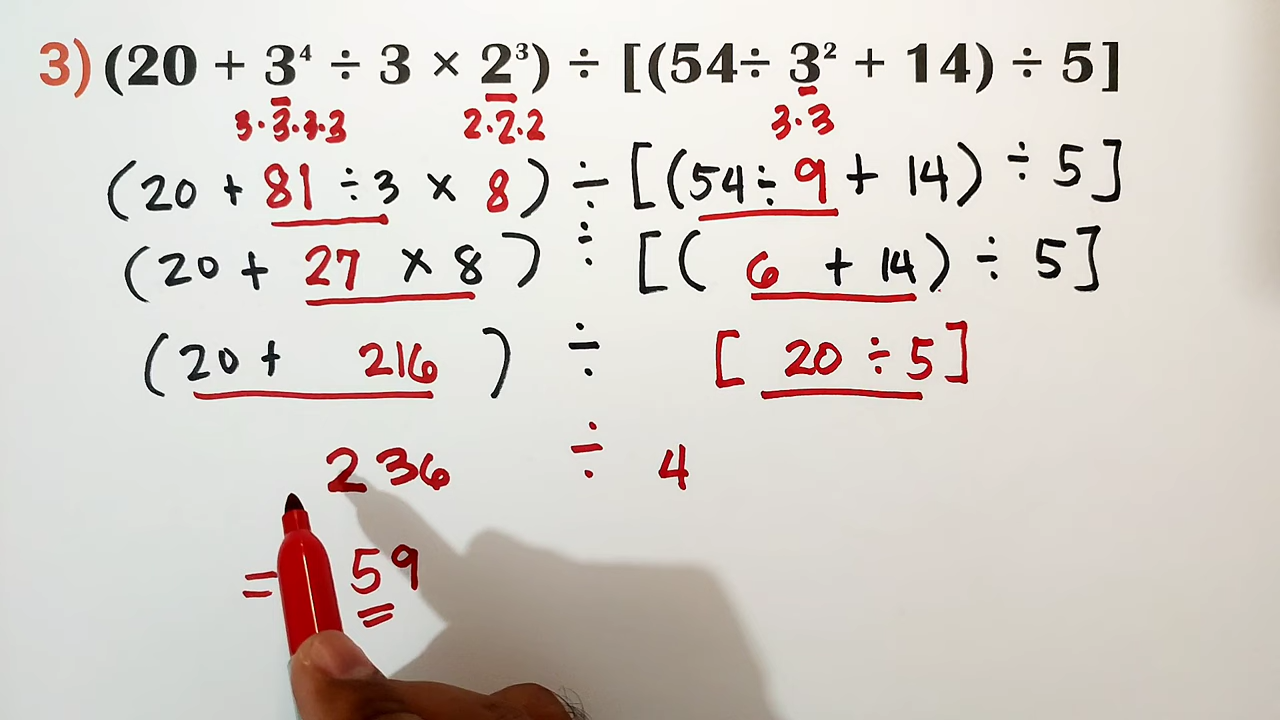 3) (20 + 3⁴ ÷ 3 × 2³) ÷ [(54÷ 3² + 14) ÷ 5]
3·3·3·3 2·2·2 3·3
(20 + 81 ÷ 3 × 8) ÷ [(54 ÷ 9 + 14) ÷ 5]
(20 + 27 × 8) ÷ [( 6 + 14) ÷ 5]
(20 + 216) ÷ [20 ÷ 5]
236 ÷ 4
= 59